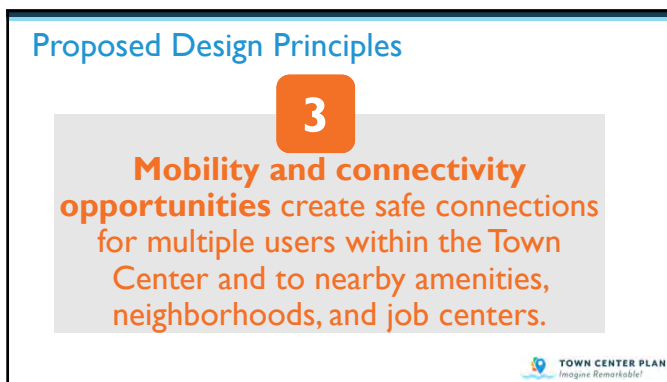 Proposed Design Principles
3
Mobility and connectivity
opportunities create safe connections
for multiple users within the Town
Center and to nearby amenities,
neighborhoods, and job centers.
TOWN CENTER PLAN
Imagine Remarkable!